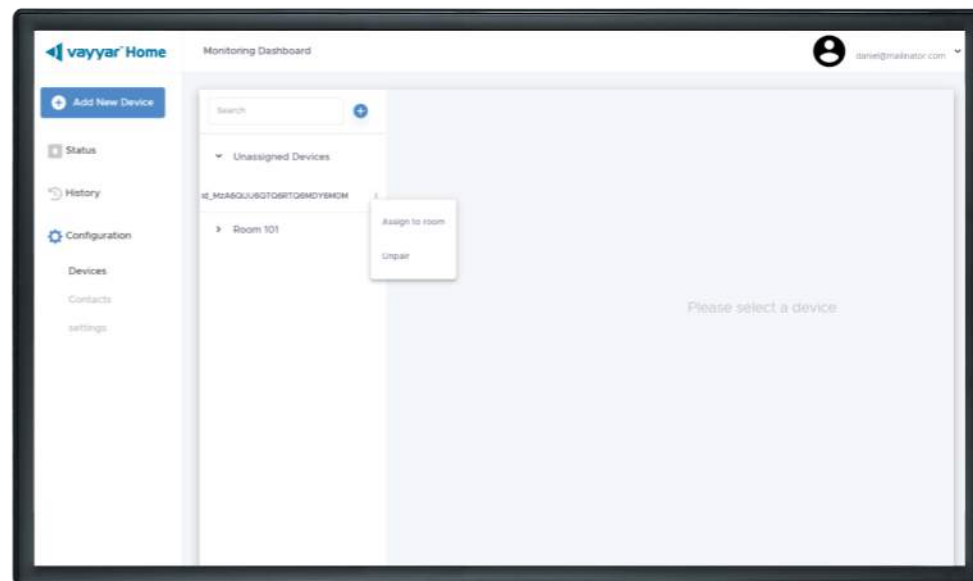 vayyar Home
Monitoring Dashboard
daniel@mailinator.com
Add New Device
Search
Status
Unassigned Devices
History
Assign to room
Configuration
Room 101
Unpair
Devices
Contacts
settings
Please select a device